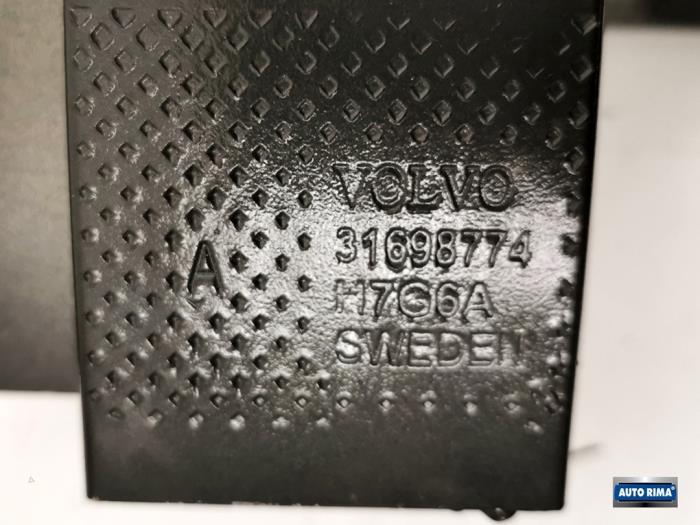 VOLVO
31698774
A
H7G6A
SWEDEN
AUTO RIMA